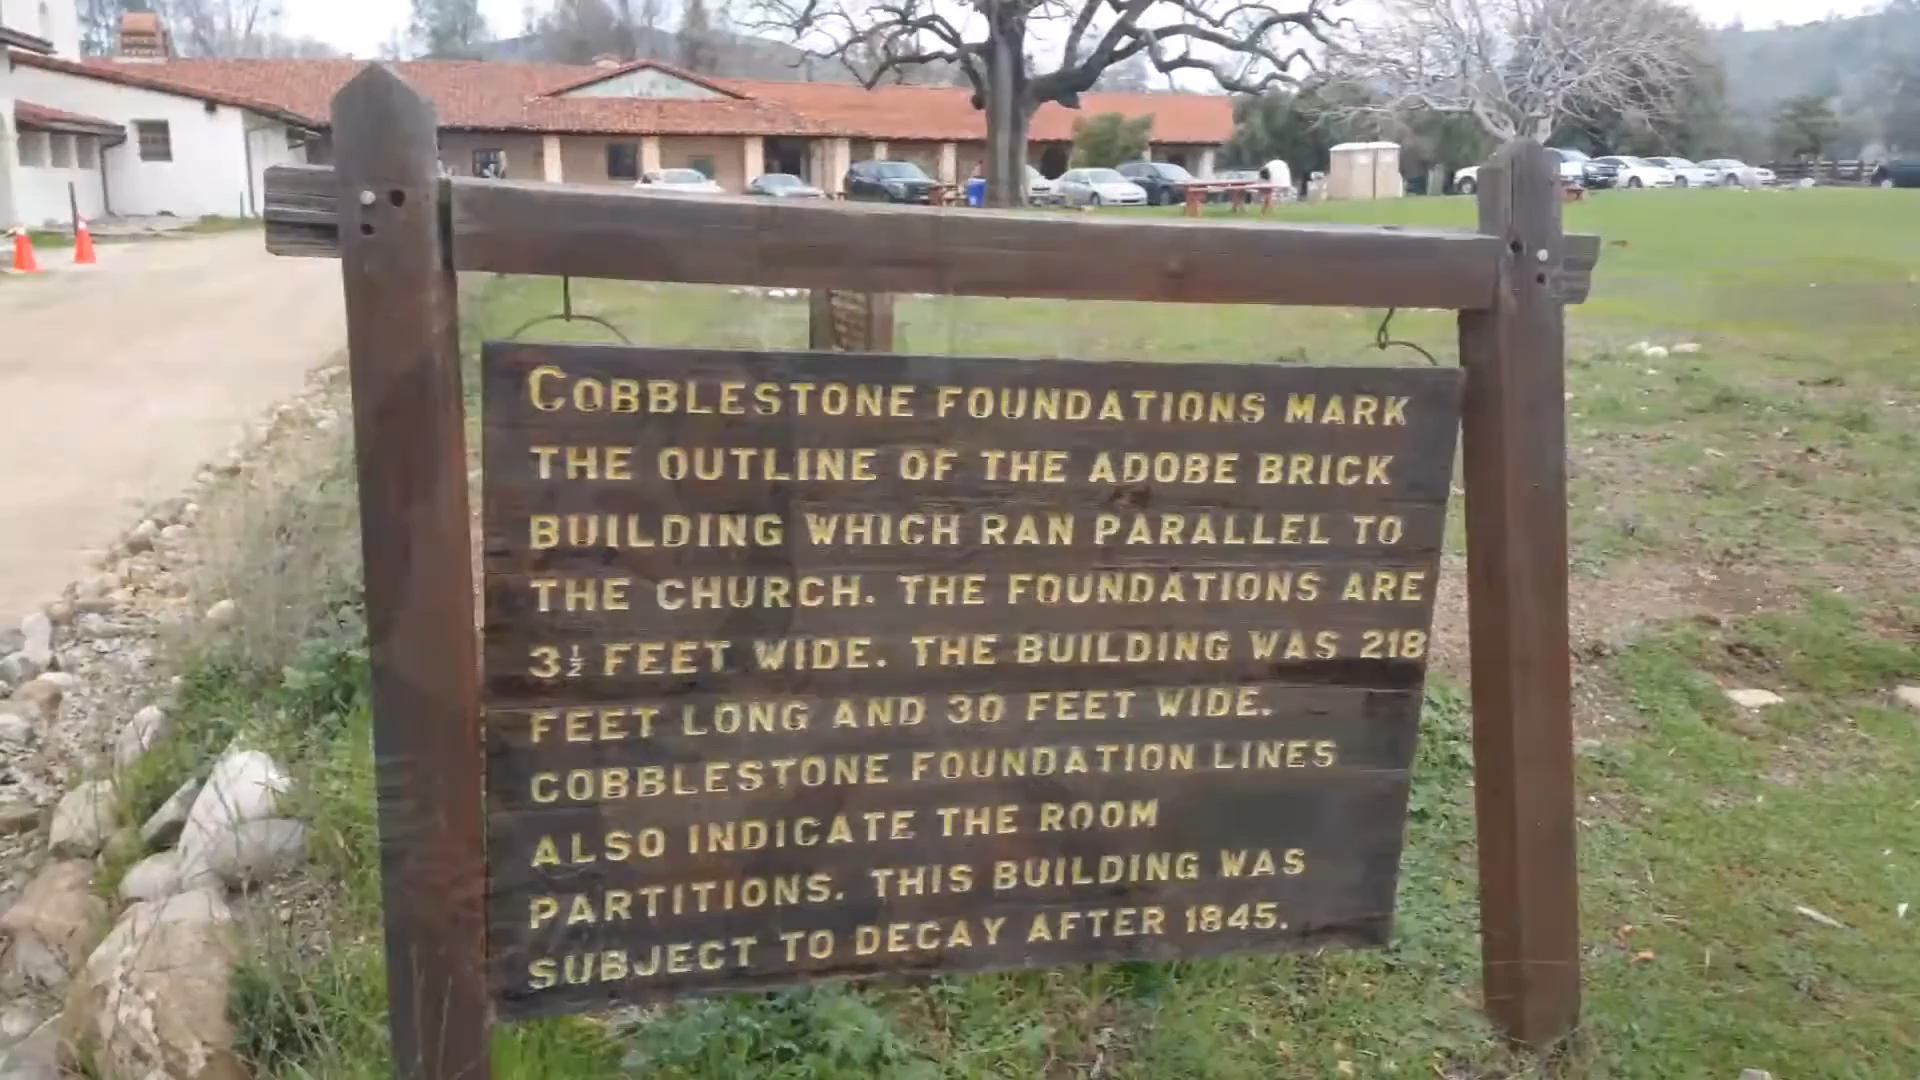 COBBLESTONE FOUNDATIONS MARK
THE OUTLINE OF THE ADOBE BRICK
BUILDING WHICH RAN PARALLEL TO
THE CHURCH. THE FOUNDATIONS ARE
3½ FEET WIDE. THE BUILDING WAS 218
FEET LONG AND 30 FEET WIDE.
COBBLESTONE FOUNDATION LINES
ALSO INDICATE THE ROOM
PARTITIONS. THIS BUILDING WAS
SUBJECT TO DECAY AFTER 1845.